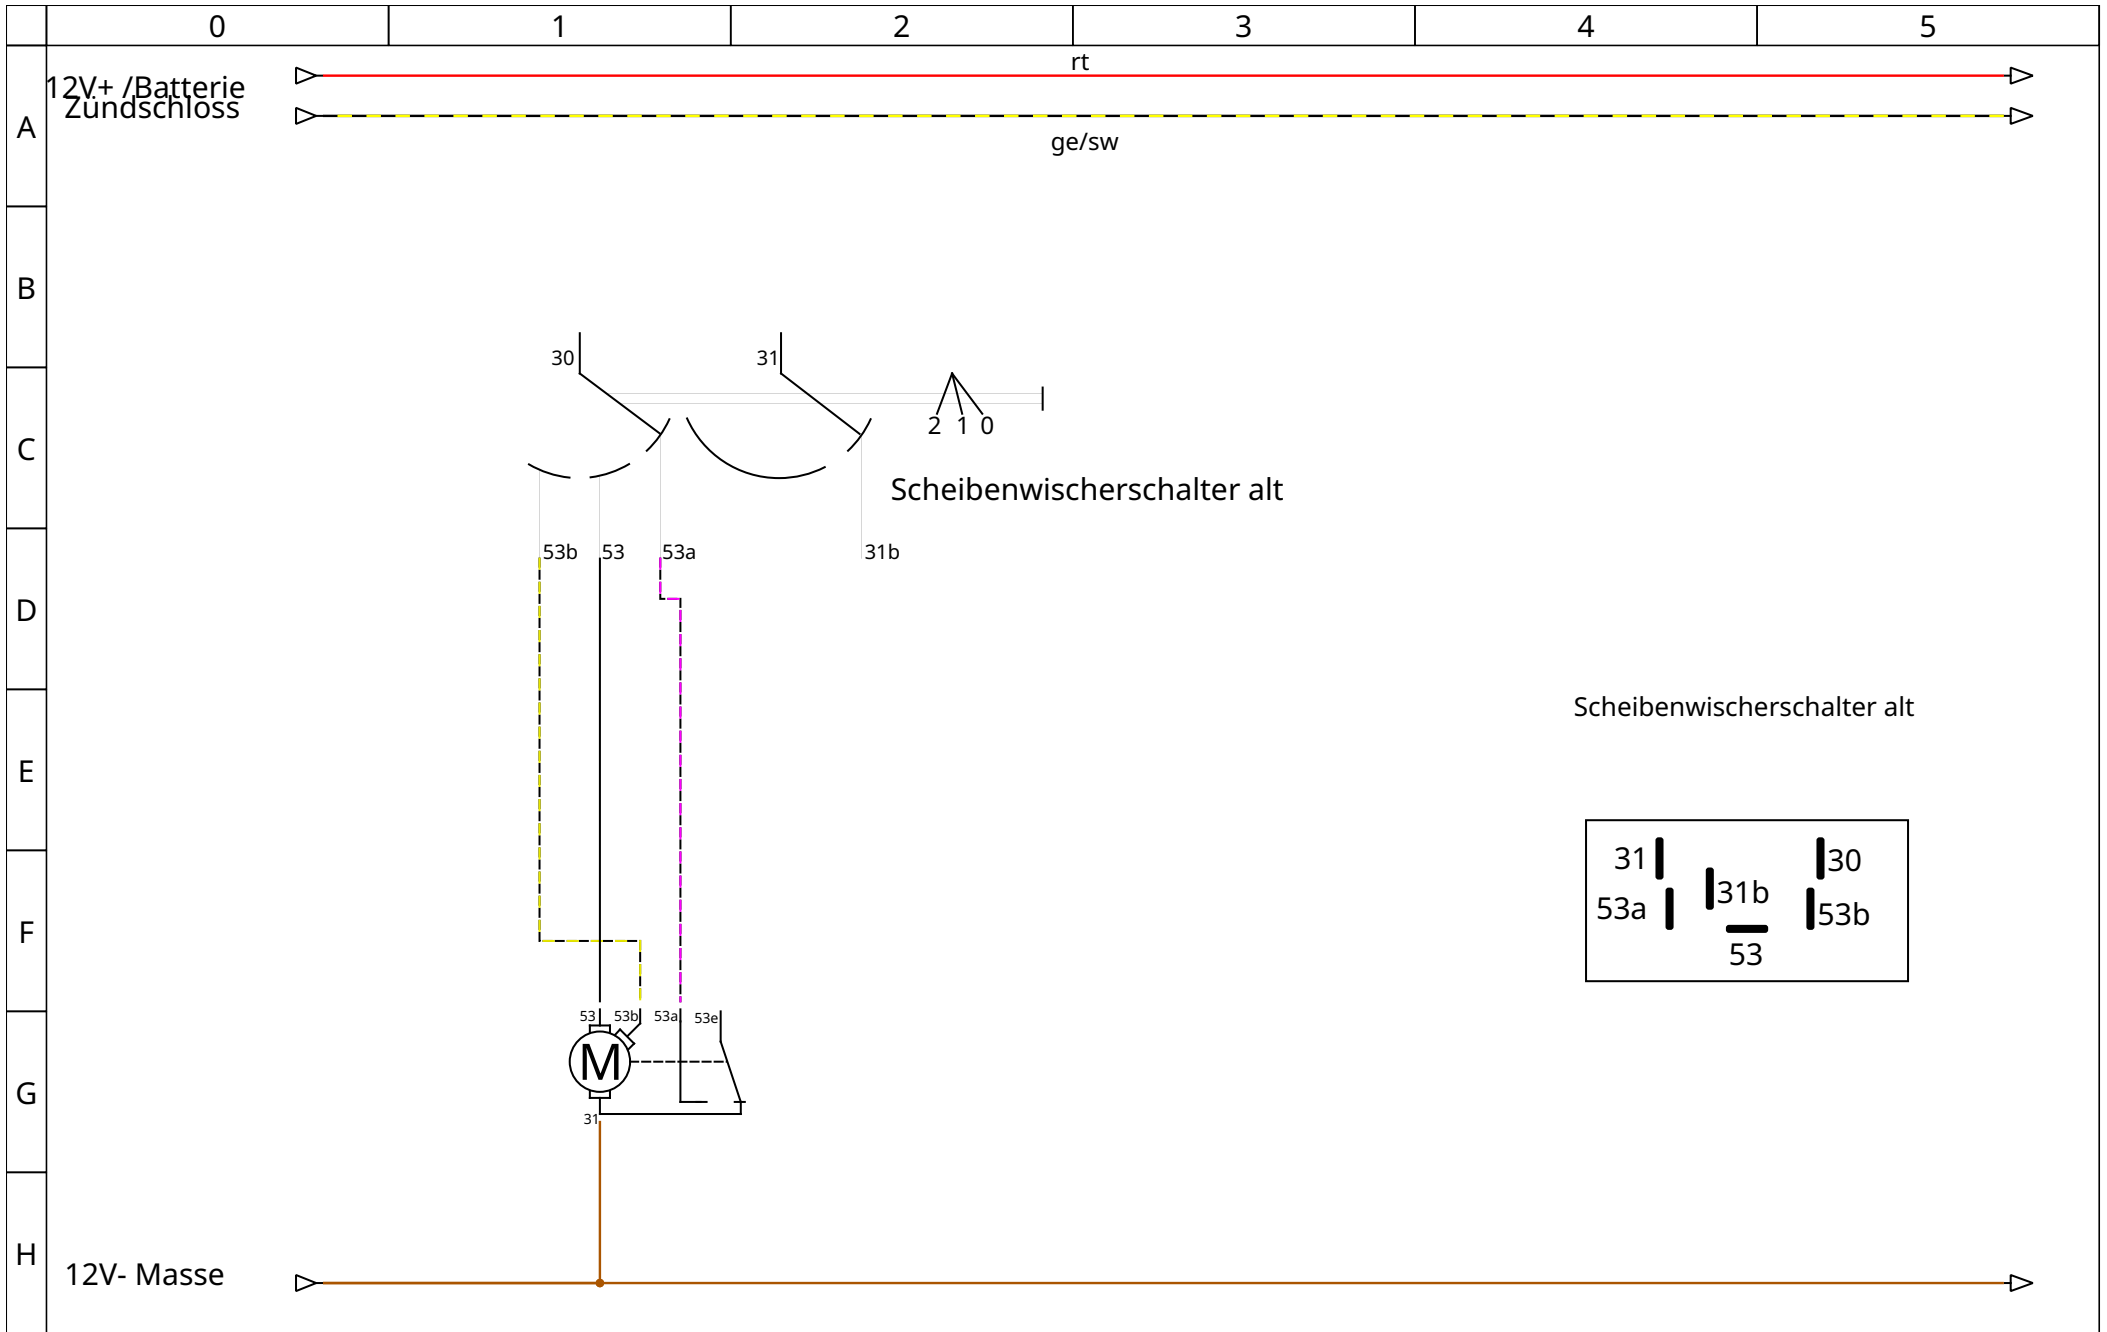 0 1 2 3 4 5
12V+ /Batterie
Zündschloss
rt
ge/sw
A
B
C
D
E
F
G
H
30 31
2 1 0
Scheibenwischerschalter alt
53b 53 53a 31b
Scheibenwischerschalter alt
31 30
31b
53a 53b
53
53 53b 53a 53e
M
31
12V- Masse